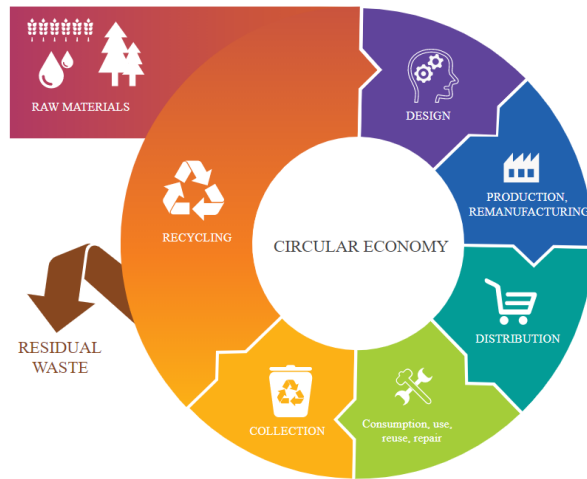 RAW MATERIALS
DESIGN
PRODUCTION,
REMANUFACTURING
DISTRIBUTION
Consumption, use,
reuse, repair
COLLECTION
RECYCLING
RESIDUAL
WASTE
CIRCULAR ECONOMY